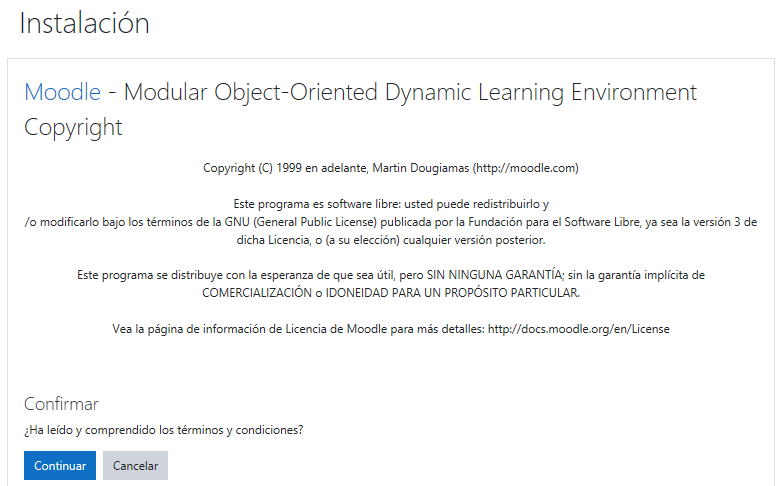 Instalación
Moodle - Modular Object-Oriented Dynamic Learning Environment
Copyright
Copyright (C) 1999 en adelante, Martin Dougiamas (http://moodle.com)
Este programa es software libre: usted puede redistribuirlo y
/o modificarlo bajo los términos de la GNU (General Public License) publicada por la Fundación para el Software Libre, ya sea la versión 3 de
dicha Licencia, o (a su elección) cualquier versión posterior.
Este programa se distribuye con la esperanza de que sea útil, pero SIN NINGUNA GARANTÍA; sin la garantía implícita de
COMERCIALIZACIÓN o IDONEIDAD PARA UN PROPÓSITO PARTICULAR.
Vea la página de información de Licencia de Moodle para más detalles: http://docs.moodle.org/en/License
Confirmar
¿Ha leído y comprendido los términos y condiciones?
Continuar Cancelar